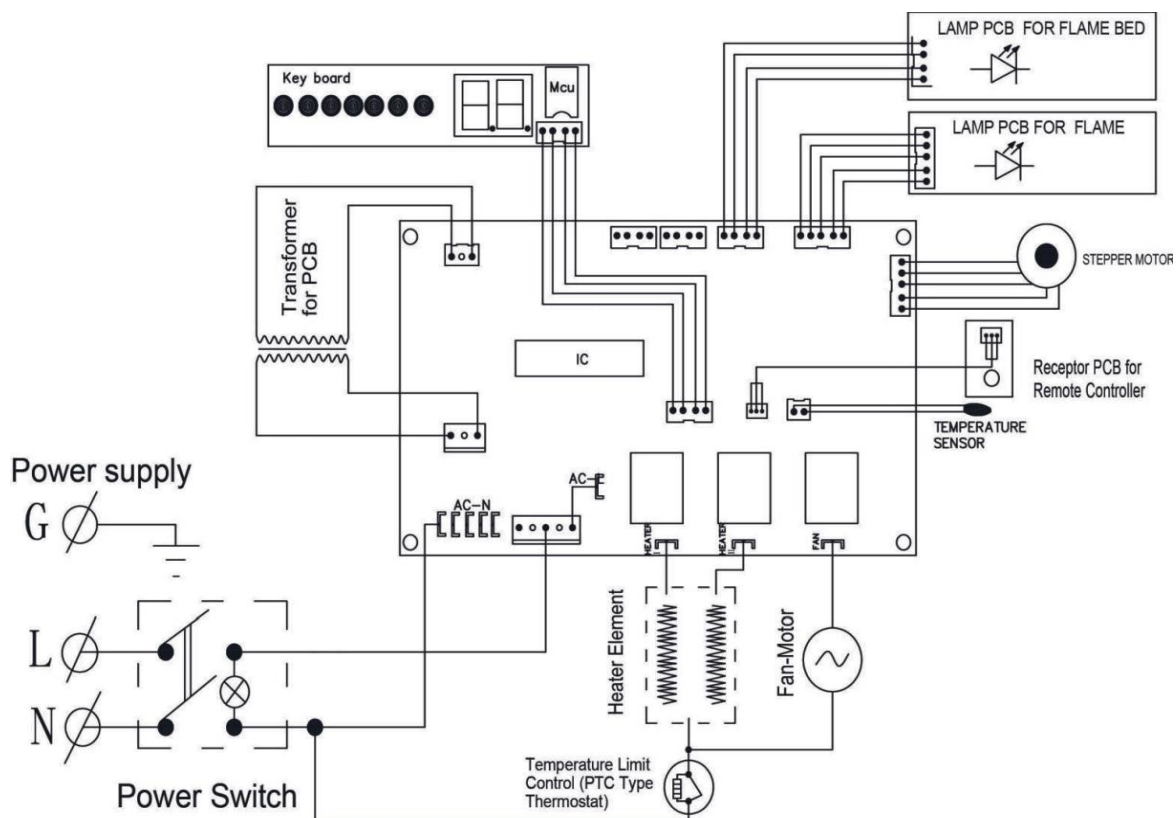 LAMP PCB FOR FLAME BED
Key board
Mcu
LAMP PCB FOR FLAME
Transformer
for PCB
STEPPER MOTOR
IC
Receptor PCB for
Remote Controller
TEMPERATURE
SENSOR
Power supply
G
AC-N
AC-
HEATER
I
HEATER
II
FAN
L
N
Heater Element
Fan-Motor
Power Switch
Temperature Limit
Control (PTC Type
Thermostat)